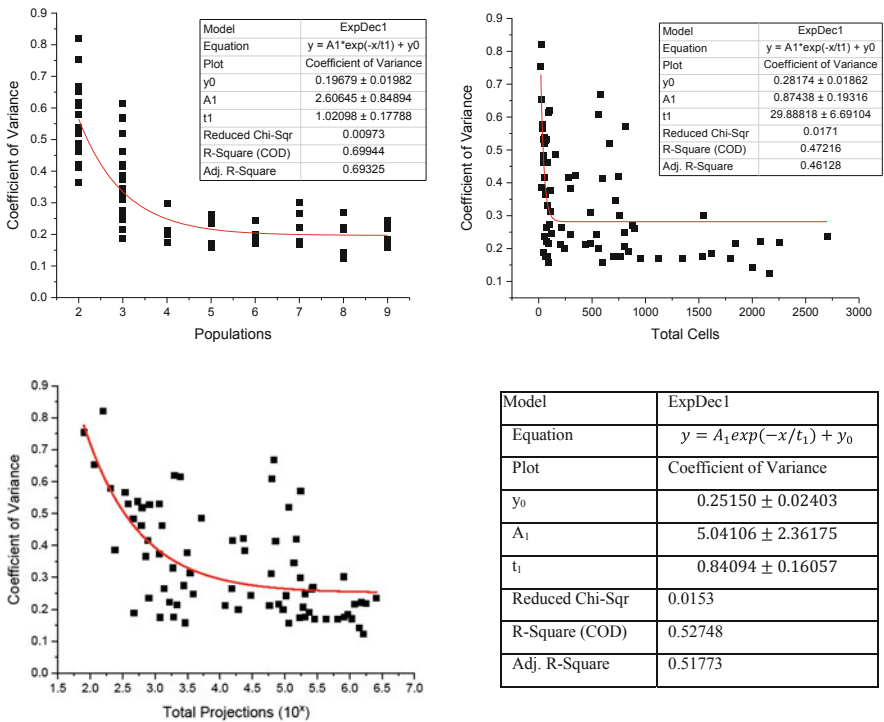 Model ExpDec1
Equation y = A1*exp(-x/t1) + y0
Plot Coefficient of Variance
y0 0.19679 ± 0.01982
A1 2.60645 ± 0.84894
t1 1.02098 ± 0.17788
Reduced Chi-Sqr 0.00973
R-Square (COD) 0.69944
Adj. R-Square 0.69325
Coefficient of Variance
0.9
0.8
0.7
0.6
0.5
0.4
0.3
0.2
0.1
0.0
2 3 4 5 6 7 8 9
Populations
Model ExpDec1
Equation y = A1*exp(-x/t1) + y0
Plot Coefficient of Variance
y0 0.28174 ± 0.01862
A1 0.87438 ± 0.19316
t1 29.88818 ± 6.69104
Reduced Chi-Sqr 0.0171
R-Square (COD) 0.47216
Adj. R-Square 0.46128
Coefficient of Variance
0.9
0.8
0.7
0.6
0.5
0.4
0.3
0.2
0.1
0 500 1000 1500 2000 2500 3000
Total Cells
Coefficient of Variance
0.9
0.8
0.7
0.6
0.5
0.4
0.3
0.2
0.1
0.0
1.5 2.0 2.5 3.0 3.5 4.0 4.5 5.0 5.5 6.0 6.5 7.0
Total Projections (10ˣ)
Model ExpDec1
Equation y = A₁exp(−x/t₁) + y₀
Plot Coefficient of Variance
y₀ 0.25150 ± 0.02403
A₁ 5.04106 ± 2.36175
t₁ 0.84094 ± 0.16057
Reduced Chi-Sqr 0.0153
R-Square (COD) 0.52748
Adj. R-Square 0.51773